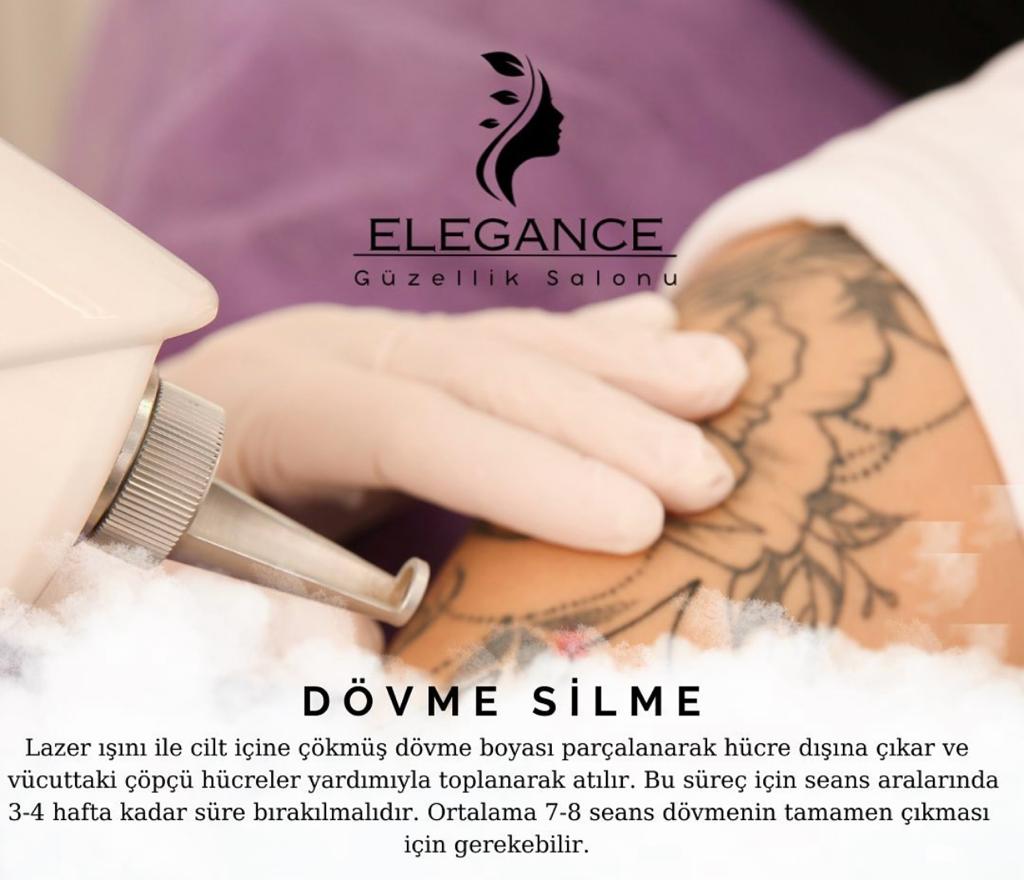 ELEGANCE
Güzellik Salonu
DÖVME SİLME
Lazer ışını ile cilt içine çökmüş dövme boyası parçalanarak hücre dışına çıkar ve
vücuttaki çöpçü hücreler yardımıyla toplanarak atılır. Bu süreç için seans aralarında
3-4 hafta kadar süre bırakılmalıdır. Ortalama 7-8 seans dövmenin tamamen çıkması
için gerekebilir.